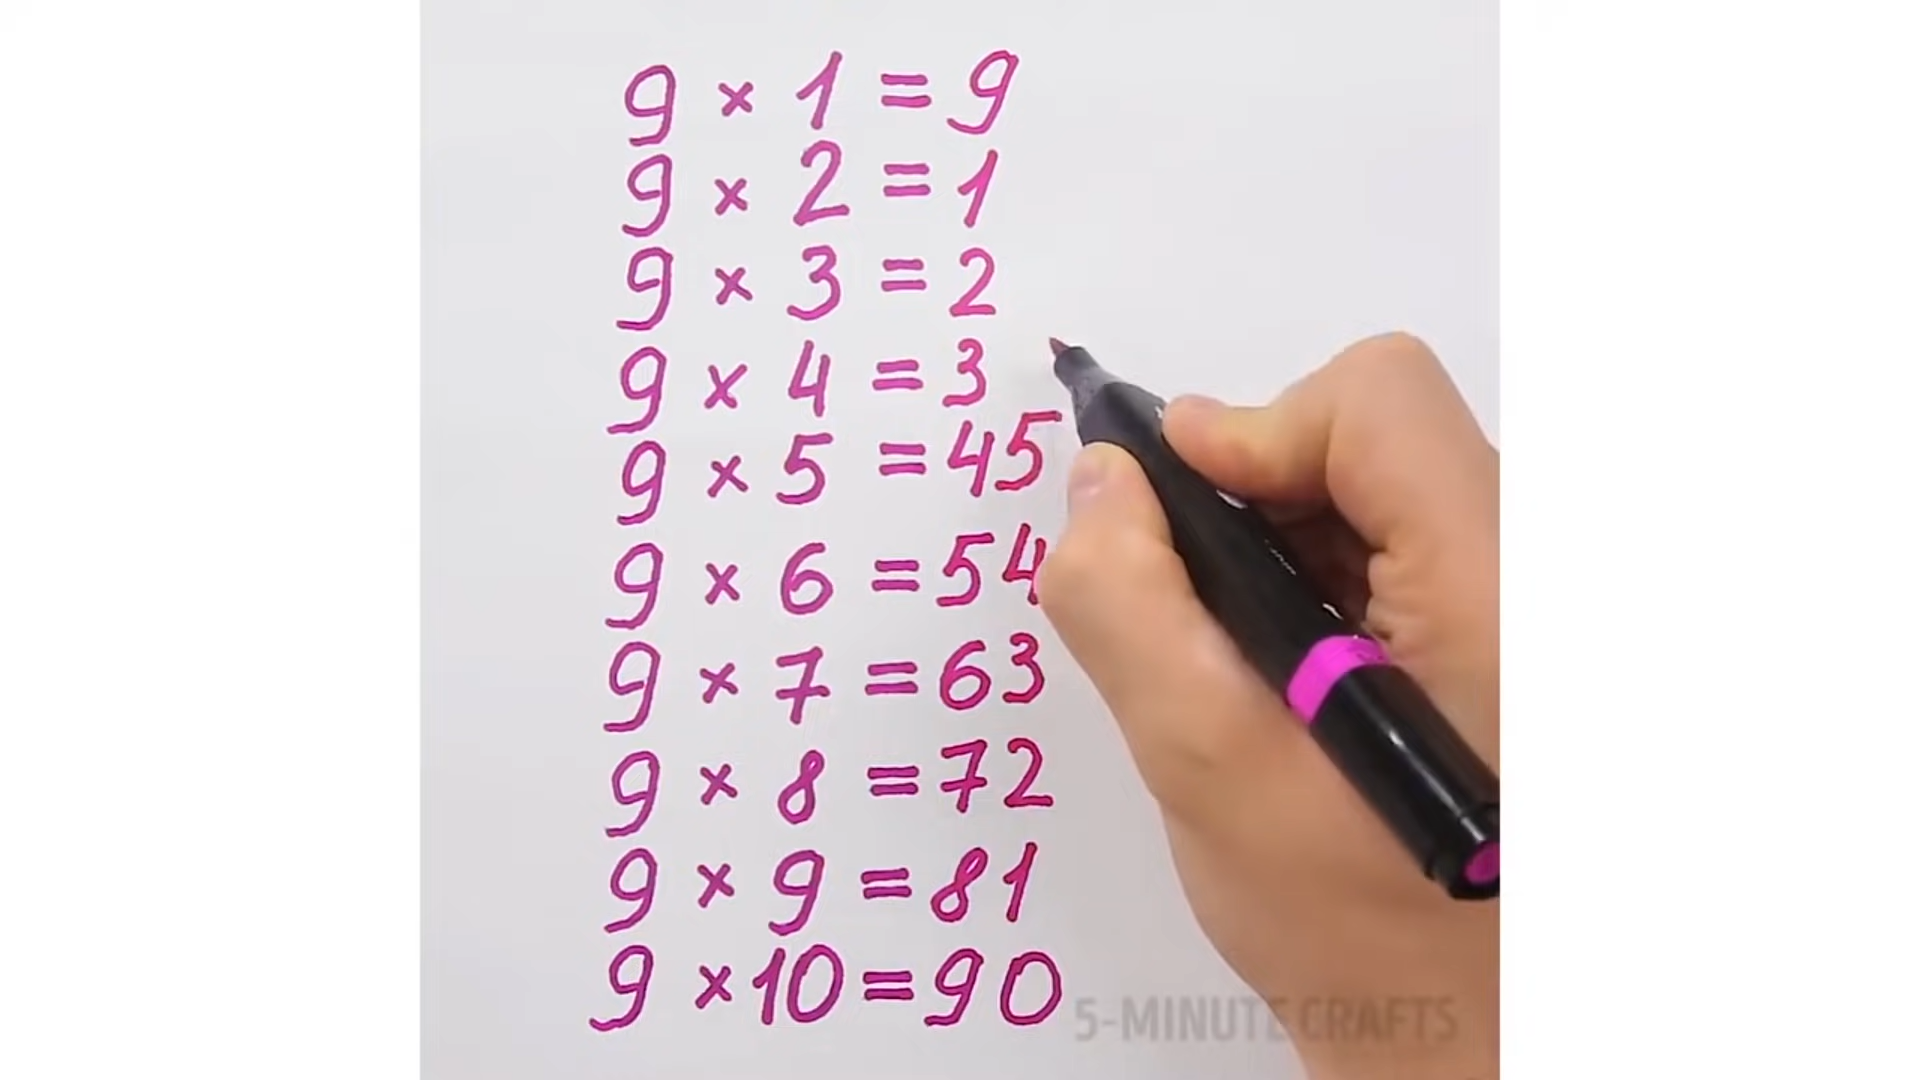 9 × 1 = 9
9 × 2 = 1
9 × 3 = 2
9 × 4 = 3
9 × 5 = 45
9 × 6 = 54
9 × 7 = 63
9 × 8 = 72
9 × 9 = 81
9 × 10 = 90
5-MINUTE CRAFTS